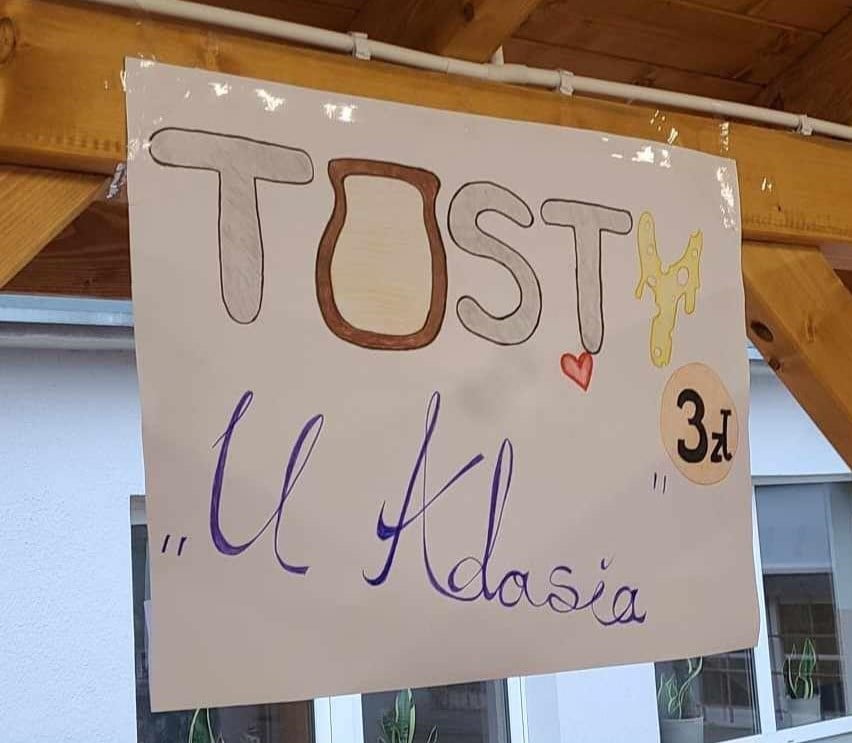 TOSTY
3zł
„U Adasia"